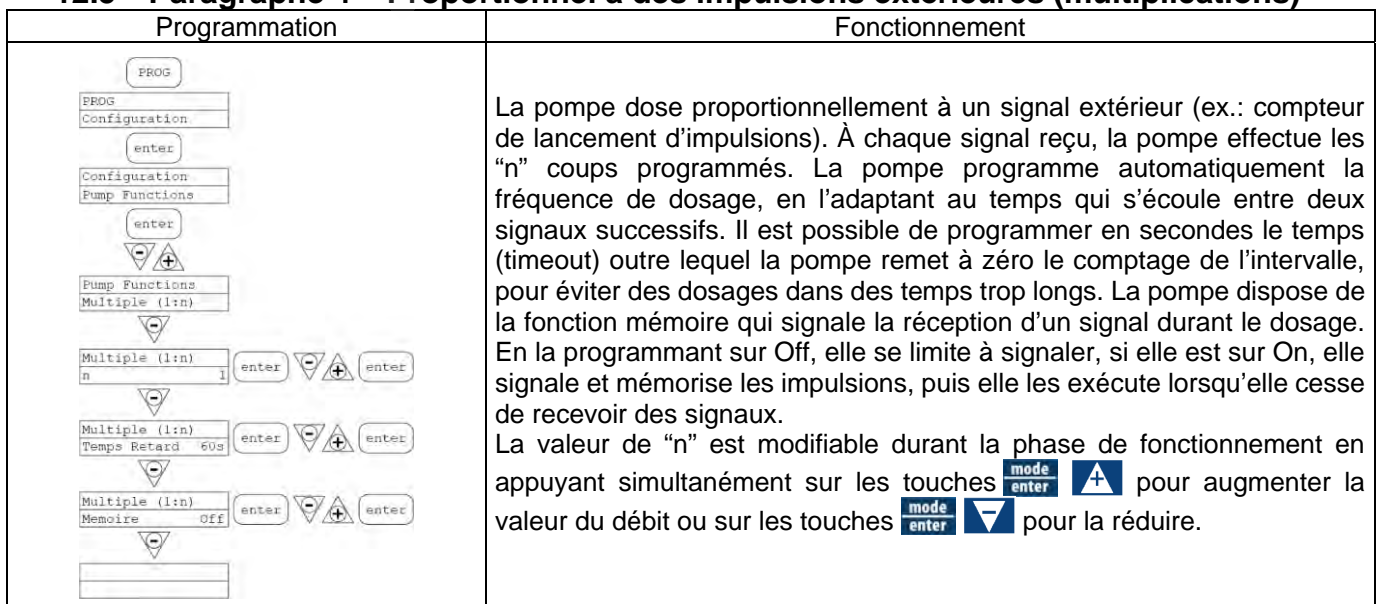 Paragraphe Proportionnel à des impulsions extérieures (multiplications)
Programmation
Fonctionnement
PROG
PROG
Configuration
enter
Configuration
Pump Functions
enter
Pump Functions
Multiple (1:n)
Multiple (1:n)
n 1
enter
enter
Multiple (1:n)
Temps Retard 60s
enter
enter
Multiple (1:n)
Memoire Off
enter
enter
La pompe dose proportionnellement à un signal extérieur (ex.: compteur
de lancement d’impulsions). À chaque signal reçu, la pompe effectue les
“n” coups programmés. La pompe programme automatiquement la
fréquence de dosage, en l’adaptant au temps qui s’écoule entre deux
signaux successifs. Il est possible de programmer en secondes le temps
(timeout) outre lequel la pompe remet à zéro le comptage de l’intervalle,
pour éviter des dosages dans des temps trop longs. La pompe dispose de
la fonction mémoire qui signale la réception d’un signal durant le dosage.
En la programmant sur Off, elle se limite à signaler, si elle est sur On, elle
signale et mémorise les impulsions, puis elle les exécute lorsqu’elle cesse
de recevoir des signaux.
La valeur de “n” est modifiable durant la phase de fonctionnement en
appuyant simultanément sur les touches mode enter + pour augmenter la
valeur du débit ou sur les touches mode enter − pour la réduire.